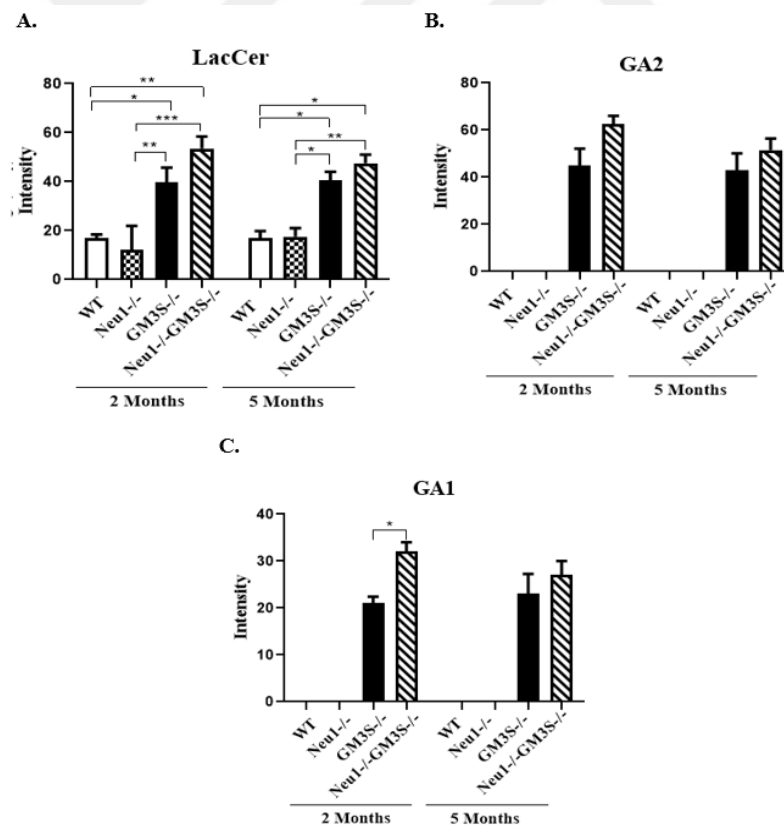 A.
LacCer
**
*
***
**
*
*
**
*
80
60
40
20
0
Intensity
WT
Neu1-/-
GM3S-/-
Neu1-/-GM3S-/-
WT
Neu1-/-
GM3S-/-
Neu1-/-GM3S-/-
2 Months
5 Months
B.
GA2
80
60
40
20
0
Intensity
WT
Neu1-/-
GM3S-/-
Neu1-/-GM3S-/-
WT
Neu1-/-
GM3S-/-
Neu1-/-GM3S-/-
2 Months
5 Months
C.
GA1
*
40
30
20
10
0
Intensity
WT
Neu1-/-
GM3S-/-
Neu1-/-GM3S-/-
WT
Neu1-/-
GM3S-/-
Neu1-/-GM3S-/-
2 Months
5 Months